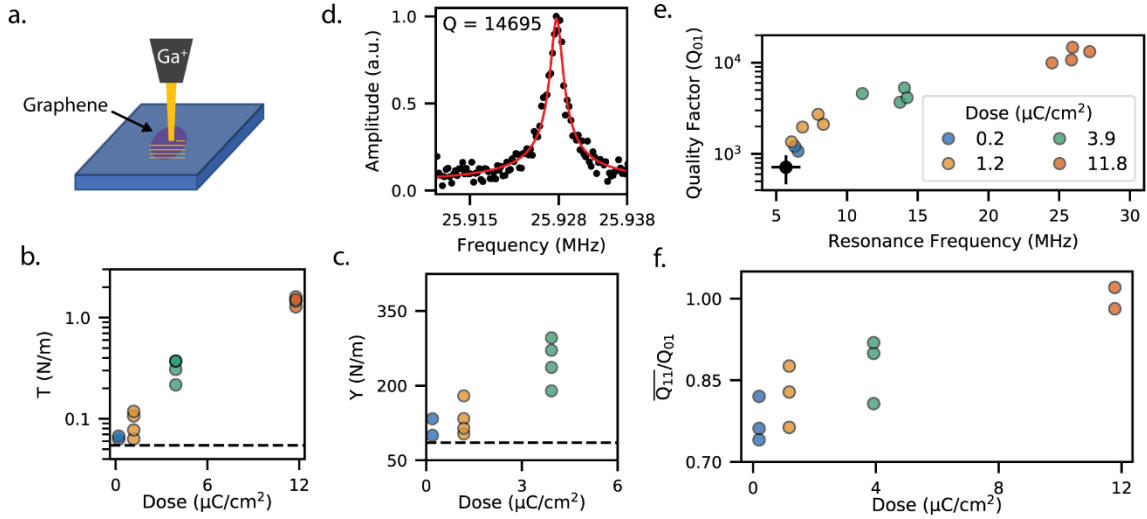 a.
Ga⁺
Graphene
d.
Q = 14695
Amplitude (a.u.)
1.0
0.5
0.0
25.915
25.928
25.938
Frequency (MHz)
e.
Quality Factor (Q₀₁)
10⁴
10³
Dose (μC/cm²)
0.2
3.9
1.2
11.8
5
10
15
20
25
30
Resonance Frequency (MHz)
b.
T (N/m)
1.0
0.1
0
6
12
Dose (μC/cm²)
c.
Y (N/m)
350
200
50
0
3
6
Dose (μC/cm²)
f.
Q̅₁₁/Q₀₁
1.00
0.85
0.70
0
4
8
12
Dose (μC/cm²)